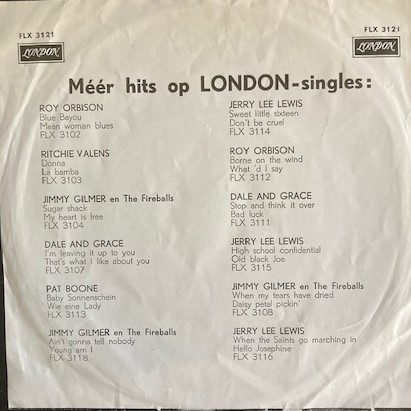 FLX 3121
LONDON
FLX 3121
LONDON
Méér hits op LONDON-singles:
ROY ORBISON
Blue Bayou
Mean woman blues
FLX 3102
RITCHIE VALENS
Donna
La bamba
FLX 3103
JIMMY GILMER en The Fireballs
Sugar shack
My heart is free
FLX 3104
DALE AND GRACE
I'm leaving it up to you
That's what I like about you
FLX 3107
PAT BOONE
Baby Sonnenschein
Wie eine Lady
FLX 3113
JIMMY GILMER en The Fireballs
Ain't gonna tell nobody
Young am I
FLX 3118
JERRY LEE LEWIS
Sweet little sixteen
Don't be cruel
FLX 3114
ROY ORBISON
Borne on the wind
What 'd I say
FLX 3112
DALE AND GRACE
Stop and think it over
Bad luck
FLX 3111
JERRY LEE LEWIS
High school confidential
Old black Joe
FLX 3115
JIMMY GILMER en The Fireballs
When my tears have dried
Daisy petal pickin'
FLX 3108
JERRY LEE LEWIS
When the Saints go marching in
Hello Josephine
FLX 3116